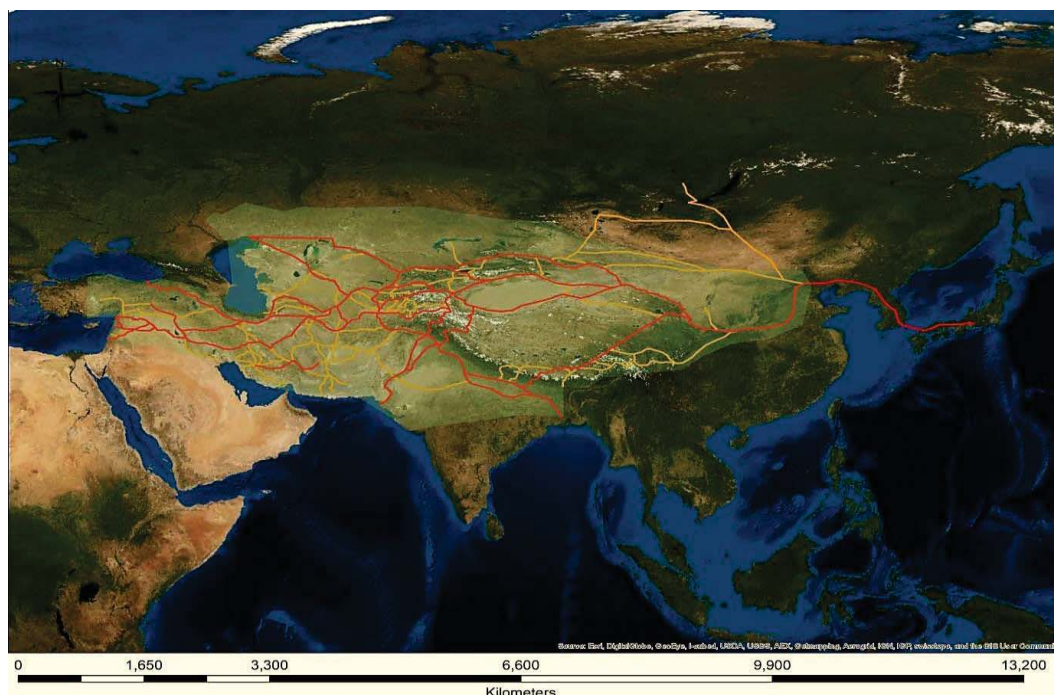 Source: Esri, DigitalGlobe, GeoEye, i-cubed, USDA, USGS, AEX, Getmapping, Aerogrid, IGN, IGP, swisstopo, and the GIS User Communi
0 1,650 3,300 6,600 9,900 13,200
Kilometers